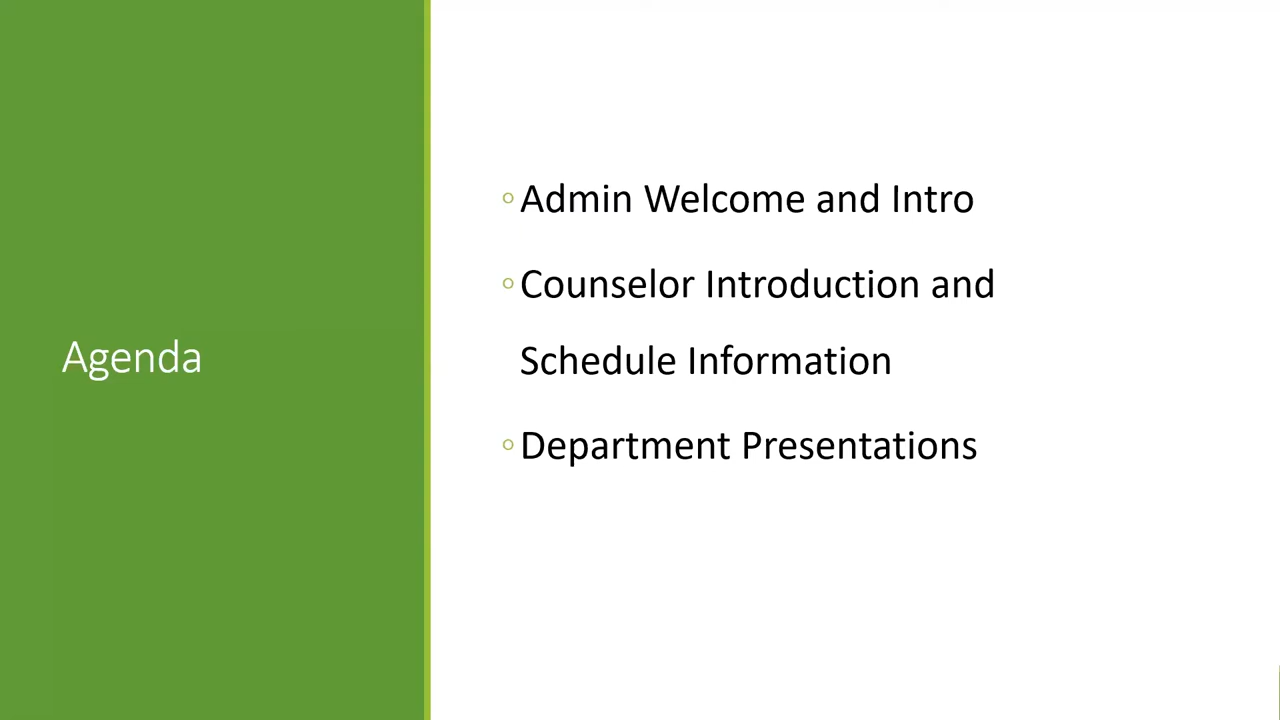 Agenda
Admin Welcome and Intro
Counselor Introduction and
Schedule Information
Department Presentations